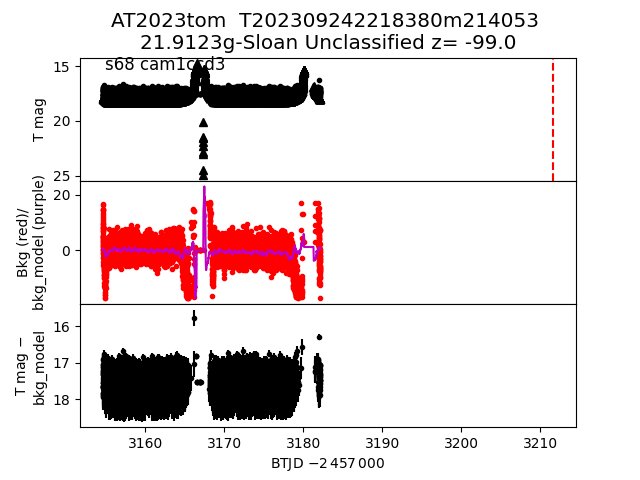 AT2023tom T202309242218380m214053
21.9123g-Sloan Unclassified z= -99.0
s68 cam1ccd3
15
20
25
T mag
20
0
Bkg (red)/
bkg_model (purple)
16
17
18
T mag −
bkg_model
3160 3170 3180 3190 3200 3210
BTJD −2 457 000